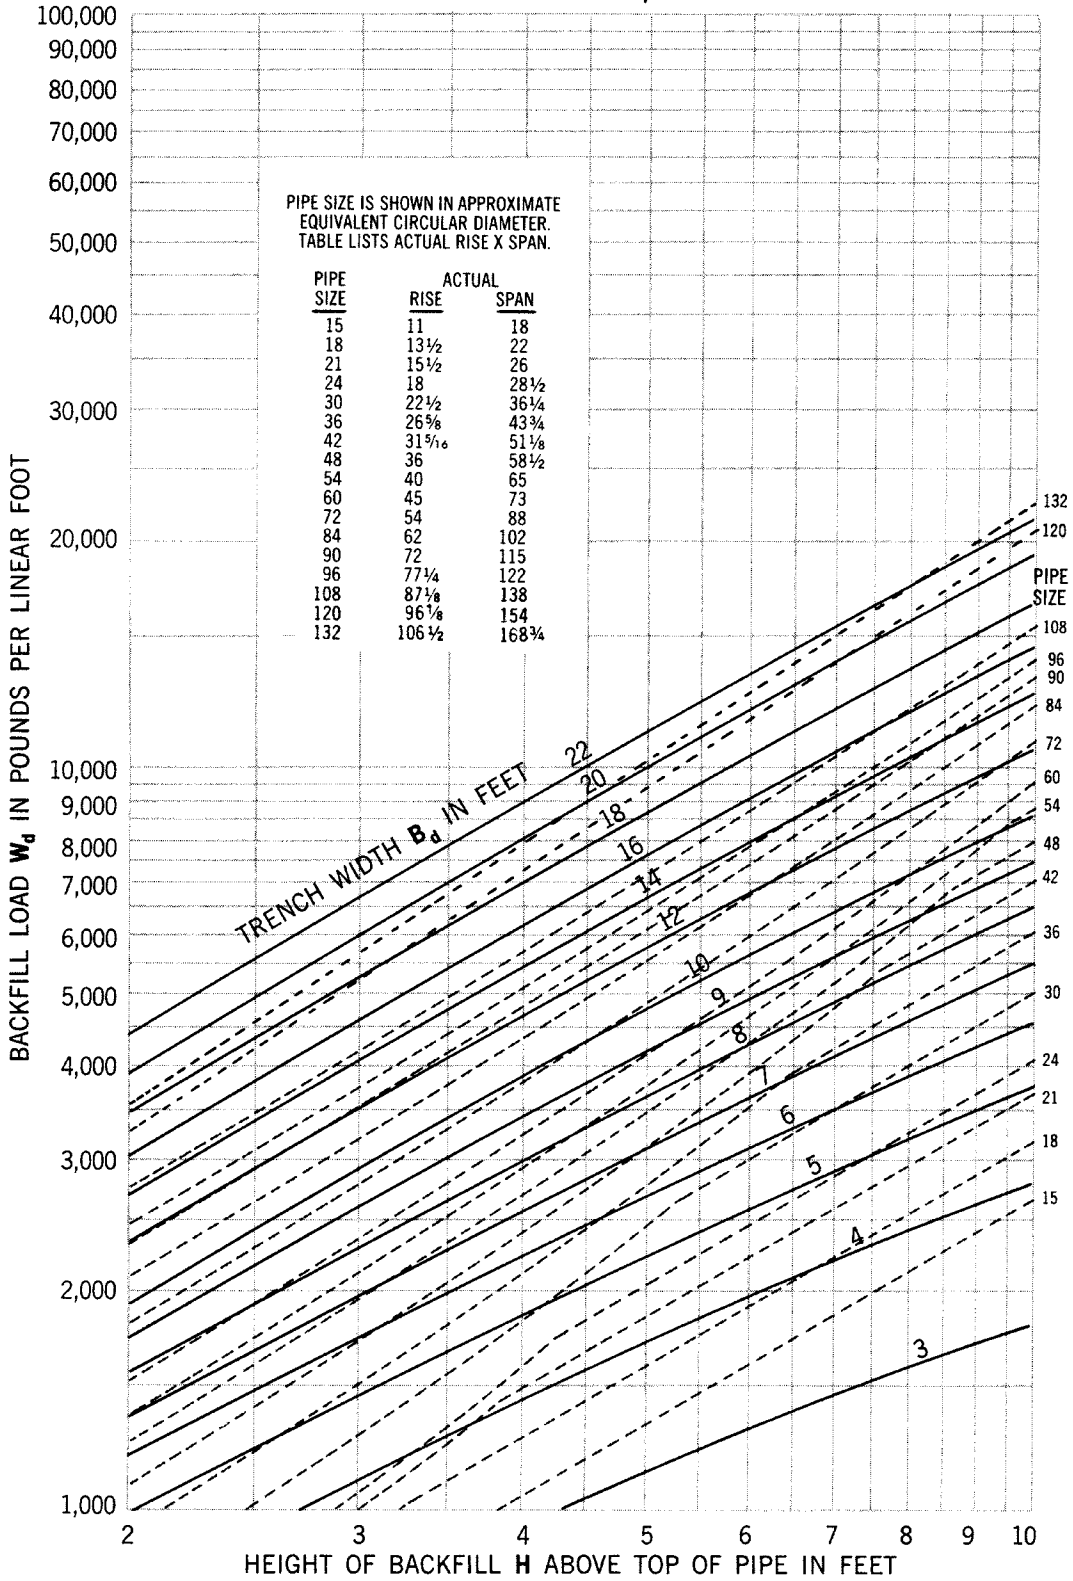 100,000
90,000
80,000
70,000
60,000
50,000
40,000
30,000
20,000
10,000
9,000
8,000
7,000
6,000
5,000
4,000
3,000
2,000
1,000
BACKFILL LOAD Wd IN POUNDS PER LINEAR FOOT
PIPE SIZE IS SHOWN IN APPROXIMATE
EQUIVALENT CIRCULAR DIAMETER.
TABLE LISTS ACTUAL RISE X SPAN.
PIPE ACTUAL
SIZE RISE SPAN
15 11 18
18 13½ 22
21 15½ 26
24 18 28½
30 22½ 36¼
36 26⅝ 43¾
42 31 5/16 51⅛
48 36 58½
54 40 65
60 45 73
72 54 88
84 62 102
90 72 115
96 77¼ 122
108 87⅛ 138
120 96⅞ 154
132 106½ 168¾
TRENCH WIDTH Bd IN FEET
22
20
18
16
14
12
10
9
8
7
6
5
4
3
132
120
PIPE
SIZE
108
96
90
84
72
60
54
48
42
36
30
24
21
18
15
2 3 4 5 6 7 8 9 10
HEIGHT OF BACKFILL H ABOVE TOP OF PIPE IN FEET